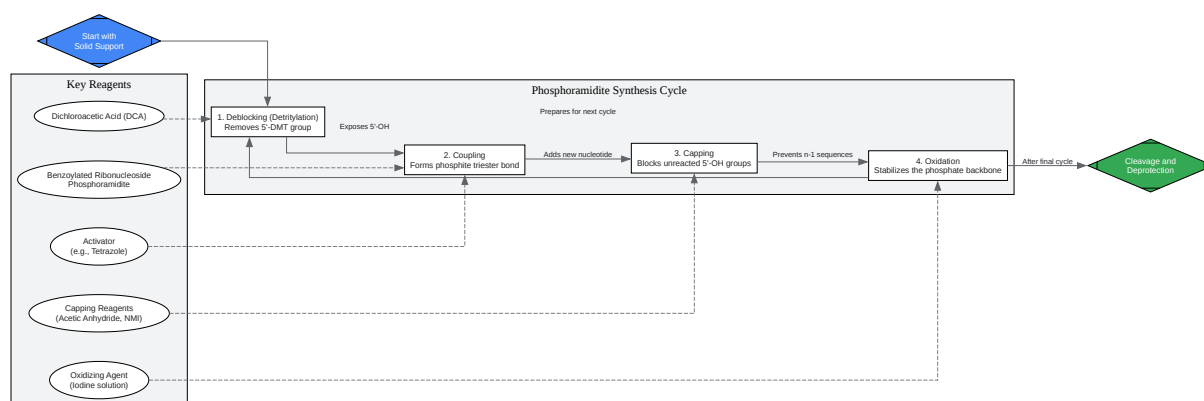 Start with
Solid Support
Key Reagents
Dichloroacetic Acid (DCA)
Benzoylated Ribonucleoside
Phosphoramidite
Activator
(e.g., Tetrazole)
Capping Reagents
(Acetic Anhydride, NMI)
Oxidizing Agent
(Iodine solution)
Phosphoramidite Synthesis Cycle
Prepares for next cycle
1. Deblocking (Detritylation)
Removes 5'-DMT group
Exposes 5'-OH
2. Coupling
Forms phosphite triester bond
Adds new nucleotide
3. Capping
Blocks unreacted 5'-OH groups
Prevents n-1 sequences
4. Oxidation
Stabilizes the phosphate backbone
After final cycle
Cleavage and
Deprotection